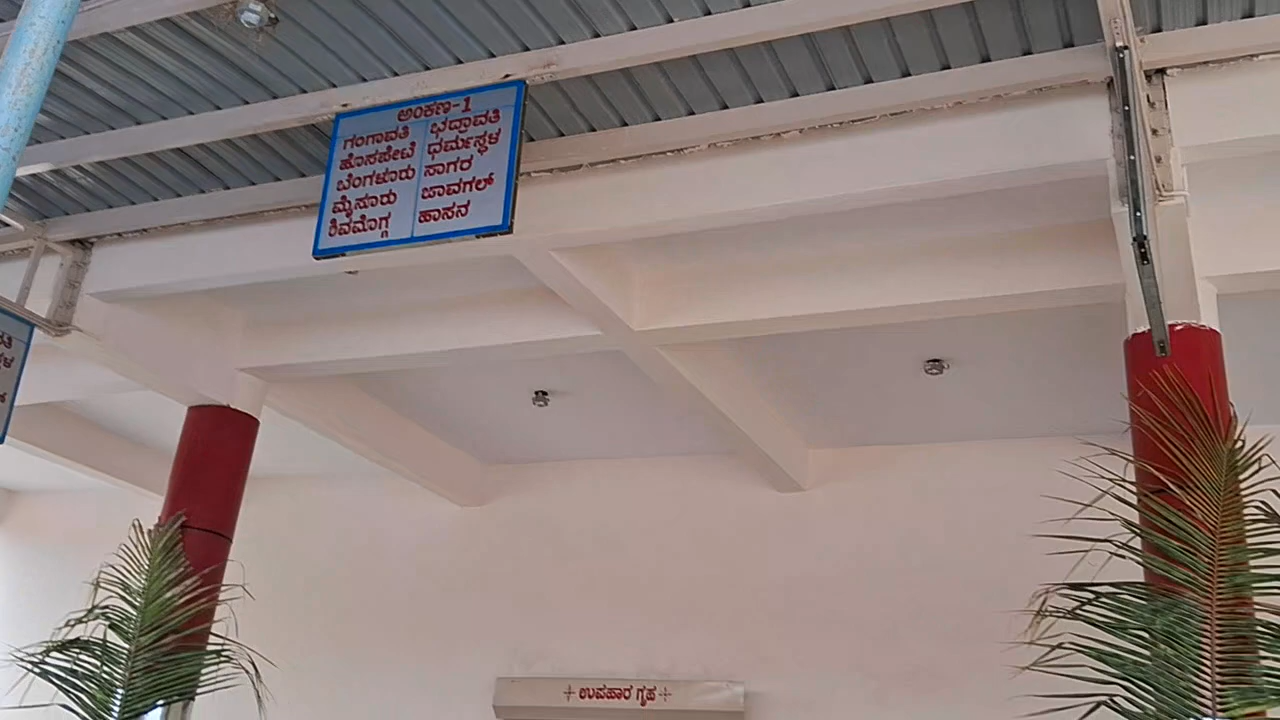 ಅಂಕಣ-1
ಗಂಗಾವತಿ ಭದ್ರಾವತಿ
ಹೊಸಪೇಟೆ ಧರ್ಮಸ್ಥಳ
ಬೆಂಗಳೂರು ಸಾಗರ
ಮೈಸೂರು ಜಾವಗಲ್
ಶಿವಮೊಗ್ಗ ಹಾಸನ
ಉಪಹಾರ ಗೃಹ